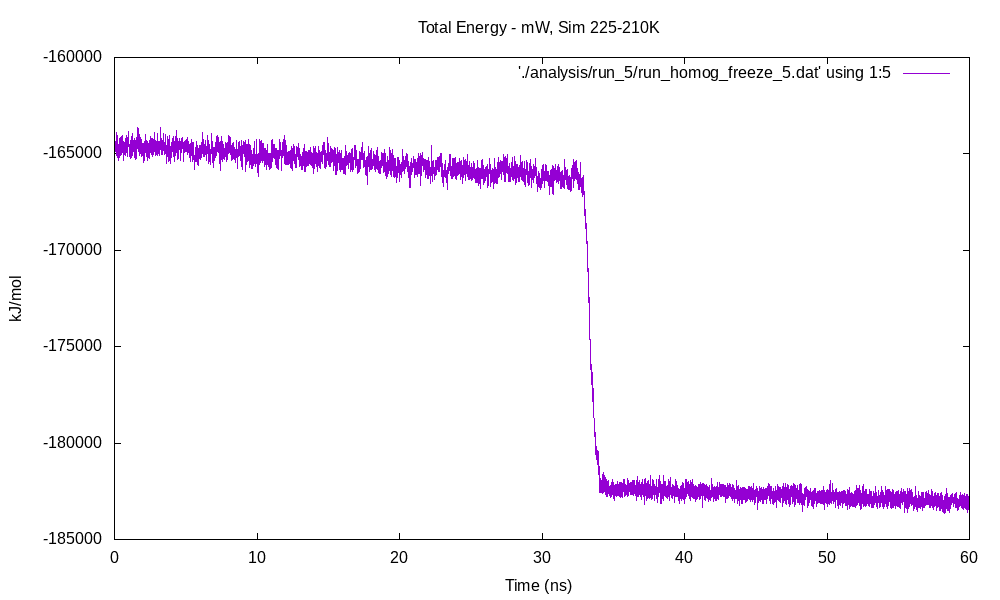 Total Energy - mW, Sim 225-210K
'./analysis/run_5/run_homog_freeze_5.dat' using 1:5
-160000
-165000
-170000
-175000
-180000
-185000
kJ/mol
0 10 20 30 40 50 60
Time (ns)